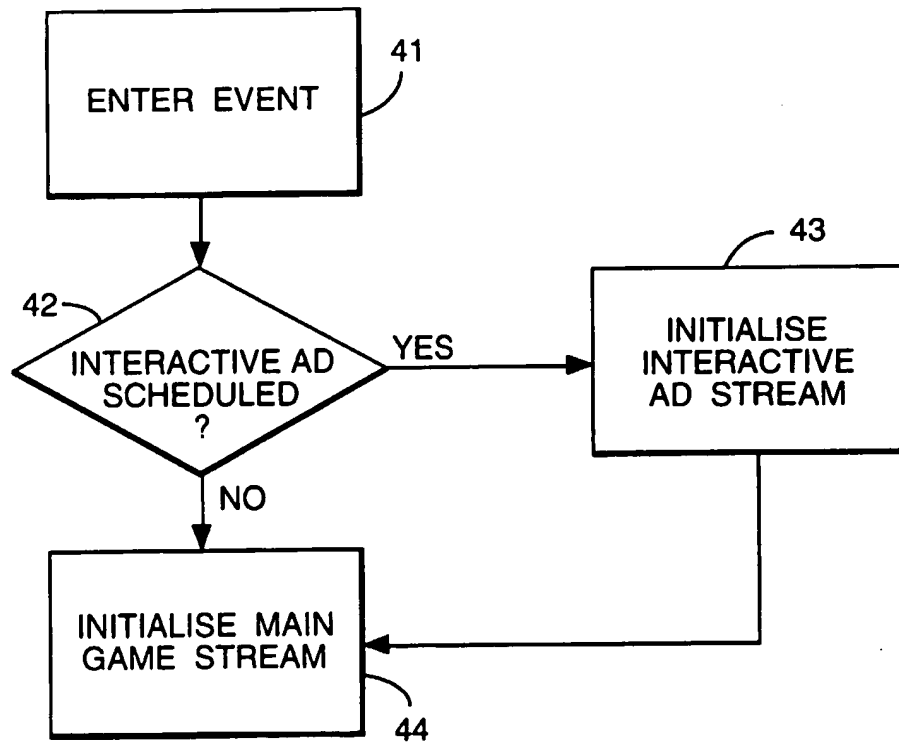 41
ENTER EVENT
42
INTERACTIVE AD
SCHEDULED
?
YES
NO
43
INITIALISE
INTERACTIVE
AD STREAM
INITIALISE MAIN
GAME STREAM
44